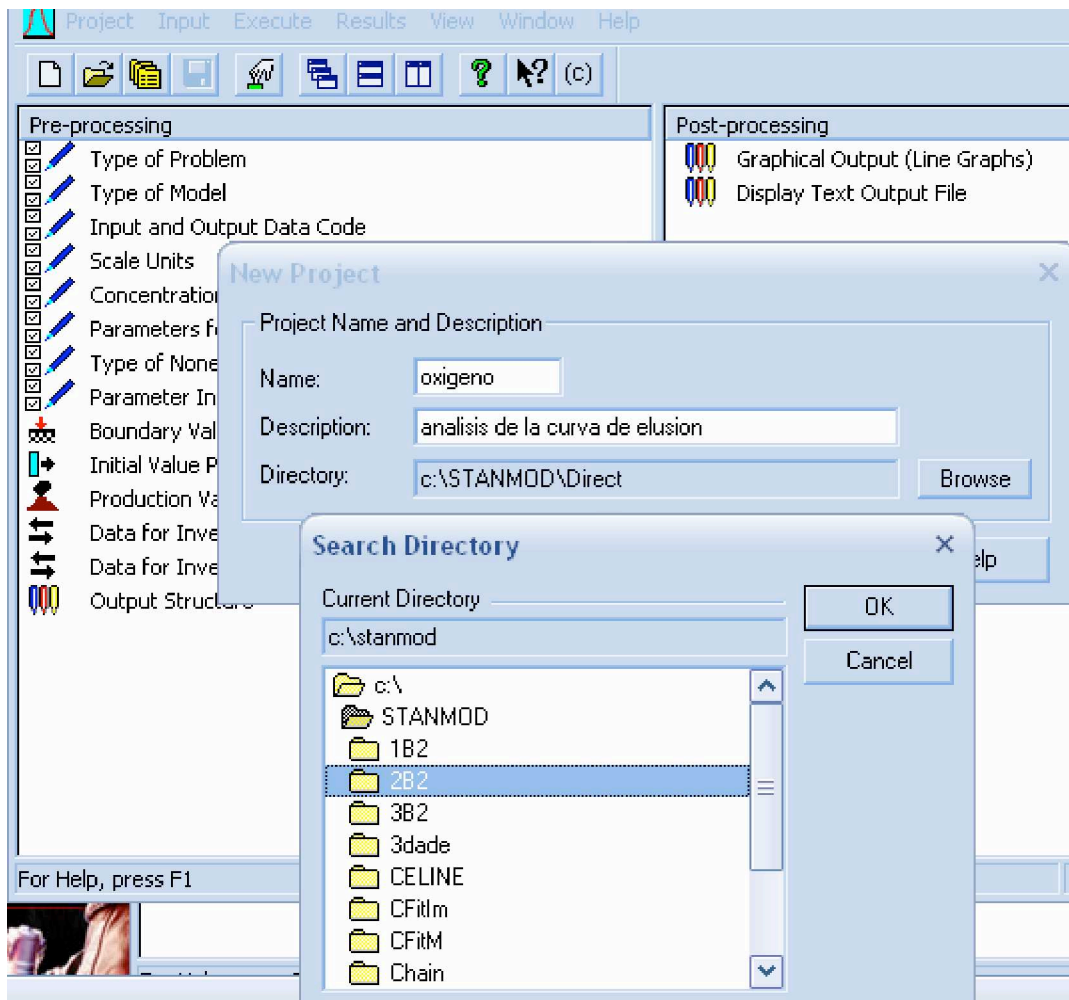 Project Input Execute Results View Window Help
(c)
Pre-processing
Type of Problem
Type of Model
Input and Output Data Code
Scale Units
Concentration
Parameters f
Type of None
Parameter In
Boundary Val
Initial Value P
Production Va
Data for Inve
Data for Inve
Output Structure
Post-processing
Graphical Output (Line Graphs)
Display Text Output File
New Project
Project Name and Description
Name: oxigeno
Description: analisis de la curva de elusion
Directory: c:\STANMOD\Direct
Browse
elp
Search Directory
Current Directory
c:\stanmod
OK
Cancel
c:\
STANMOD
1B2
2B2
3B2
3dade
CELINE
CFitIm
CFitM
Chain
For Help, press F1